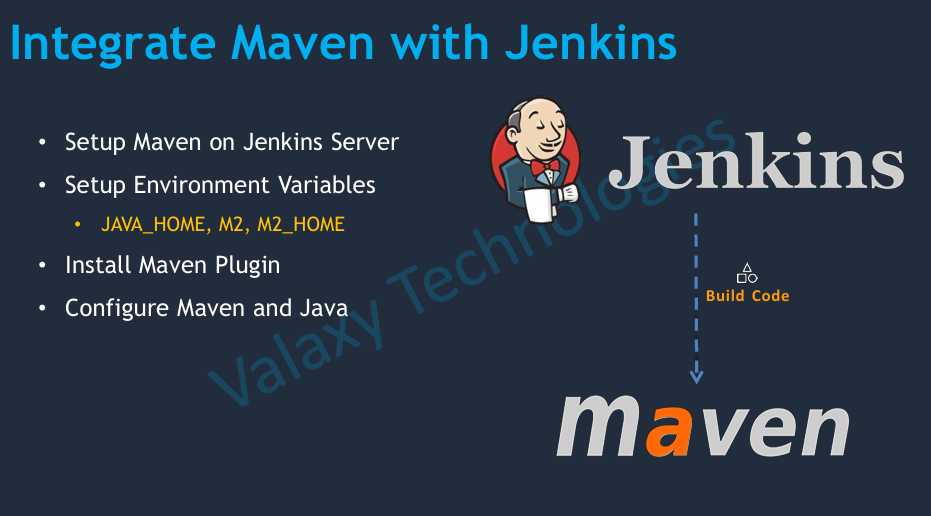 Integrate Maven with Jenkins
• Setup Maven on Jenkins Server
• Setup Environment Variables
• JAVA_HOME, M2, M2_HOME
• Install Maven Plugin
• Configure Maven and Java
Jenkins
Build Code
maven
Valaxy Technologies